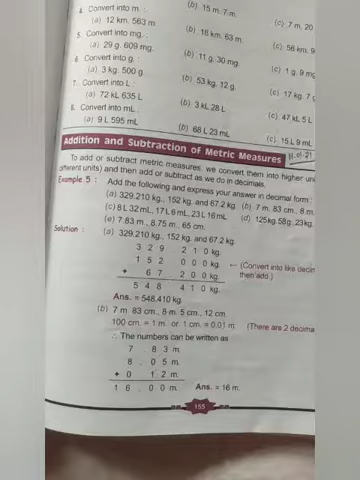 4. Convert into m. :
(a) 12 km. 563 m. (b) 15 m. 7 m. (c) 7 m. 20
5. Convert into mg. :
(a) 29 g. 609 mg. (b) 18 km. 63 m. (c) 56 km. 9
6. Convert into g. :
(a) 3 kg. 500 g. (b) 11 g. 30 mg. (c) 1 g. 9 mg
7. Convert into L :
(a) 72 kL 635 L (b) 53 kg. 12 g. (c) 17 kg. 7 g
8. Convert into mL :
(a) 9 L 595 mL (b) 3 kL 28 L (c) 47 kL 5 L
(b) 68 L 23 mL (c) 15 L 9 mL
Addition and Subtraction of Metric Measures
To add or subtract metric measures, we convert them into higher uni
different units) and then add or subtract as we do in decimals.
Example 5 : Add the following and express your answer in decimal form :
(a) 329.210 kg., 152 kg. and 67.2 kg. (b) 7 m. 83 cm., 8 m.
(c) 8 L 32 mL, 17 L 6 mL, 23 L 16 mL (d) 125 kg. 58 g., 23 kg.
(e) 7.83 m., 8.75 m., 65 cm.
Solution : (a) 329.210 kg., 152 kg. and 67.2 kg.
3 2 9 . 2 1 0 kg.
1 5 2 . 0 0 0 kg. ← (Convert into like decim
+ 6 7 . 2 0 0 kg. then add.)
5 4 8 . 4 1 0 kg.
Ans. = 548.410 kg.
(b) 7 m. 83 cm., 8 m. 5 cm., 12 cm.
100 cm. = 1 m. or 1 cm. = 0.01 m. (There are 2 decima
∴ The numbers can be written as
7 . 8 3 m.
8 . 0 5 m.
+ 0 . 1 2 m.
1 6 . 0 0 m. Ans. = 16 m.
155